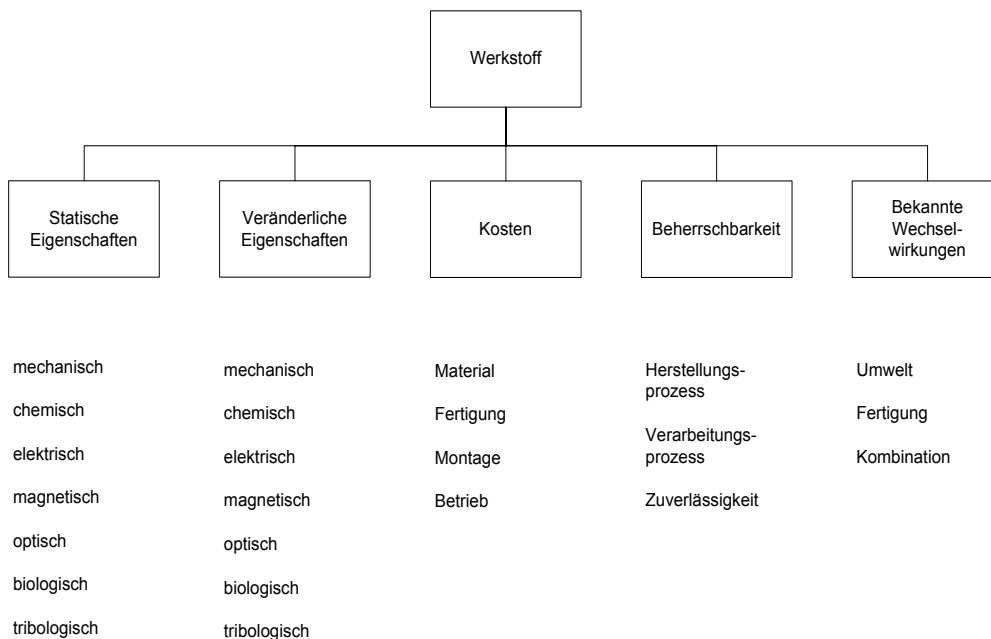 Werkstoff
Statische
Eigenschaften
Veränderliche
Eigenschaften
Kosten
Beherrschbarkeit
Bekannte
Wechsel-
wirkungen
mechanisch
chemisch
elektrisch
magnetisch
optisch
biologisch
tribologisch
mechanisch
chemisch
elektrisch
magnetisch
optisch
biologisch
tribologisch
Material
Fertigung
Montage
Betrieb
Herstellungs-
prozess
Verarbeitungs-
prozess
Zuverlässigkeit
Umwelt
Fertigung
Kombination